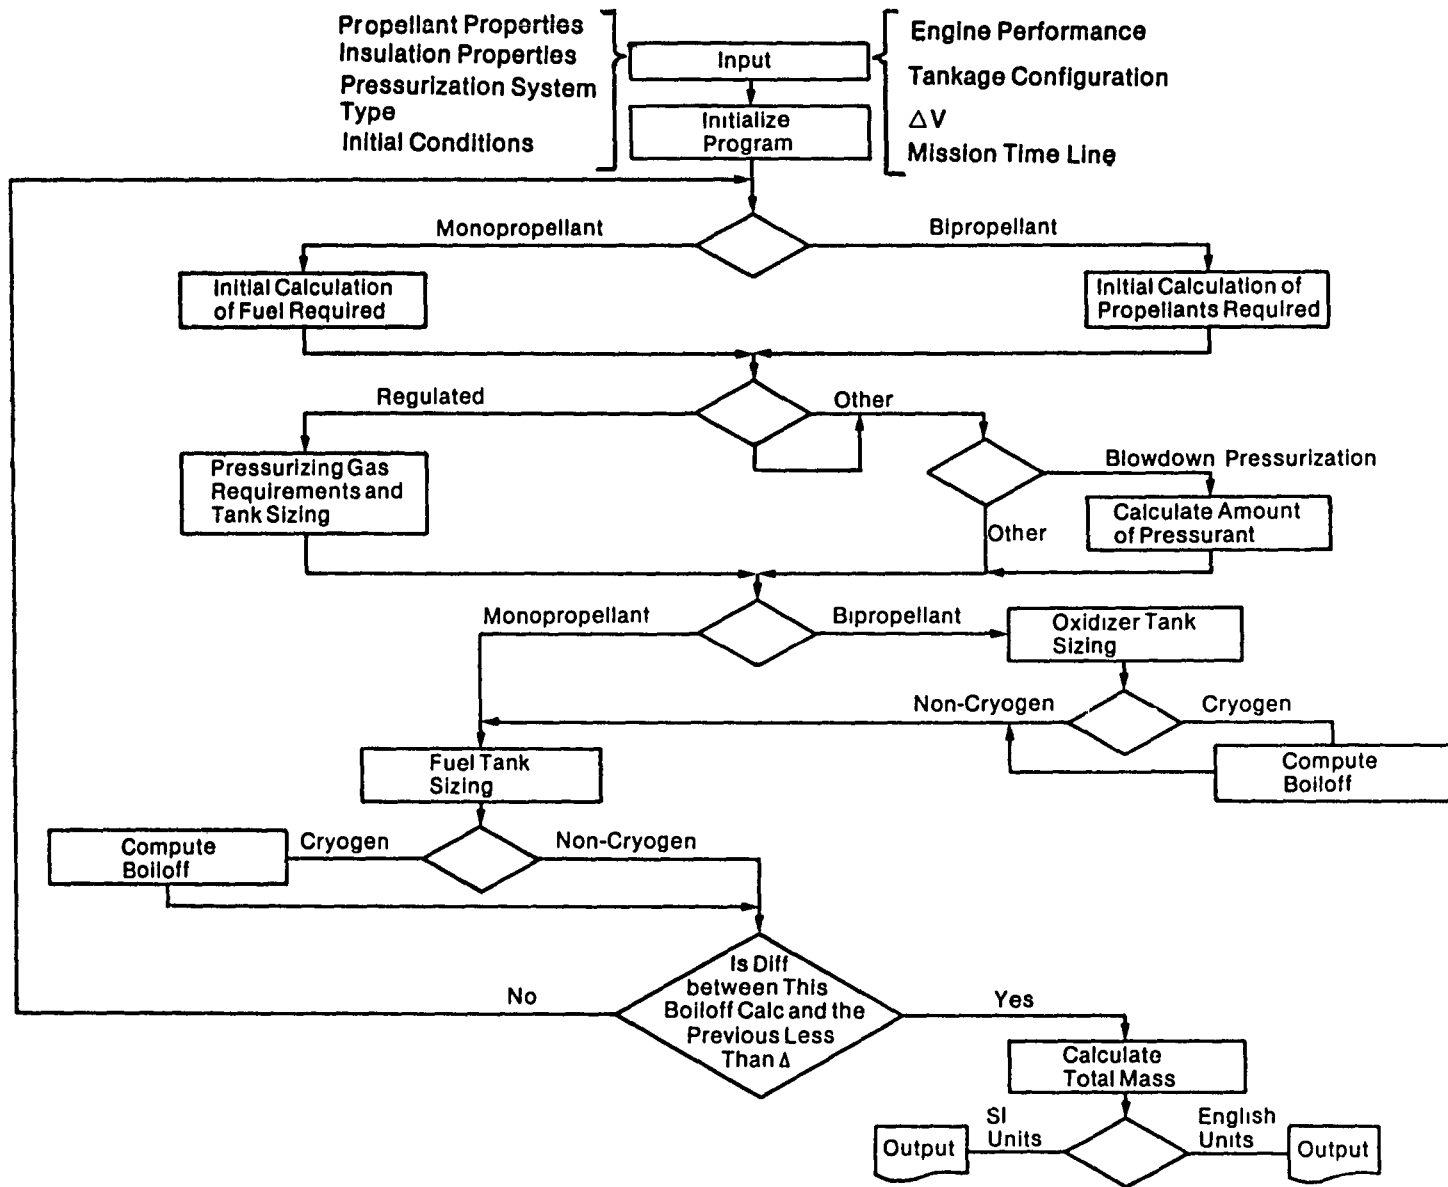 Propellant Properties
Insulation Properties
Pressurization System
Type
Initial Conditions
Input
Initialize
Program
Engine Performance
Tankage Configuration
Δ V
Mission Time Line
Monopropellant
Bipropellant
Initial Calculation
of Fuel Required
Initial Calculation of
Propellants Required
Regulated
Other
Pressurizing Gas
Requirements and
Tank Sizing
Blowdown Pressurization
Calculate Amount
of Pressurant
Other
Monopropellant
Bipropellant
Oxidizer Tank
Sizing
Non-Cryogen
Cryogen
Compute
Boiloff
Fuel Tank
Sizing
Compute
Boiloff
Cryogen
Non-Cryogen
Is Diff
between This
Boiloff Calc and the
Previous Less
Than Δ
No
Yes
Calculate
Total Mass
SI
Units
English
Units
Output
Output